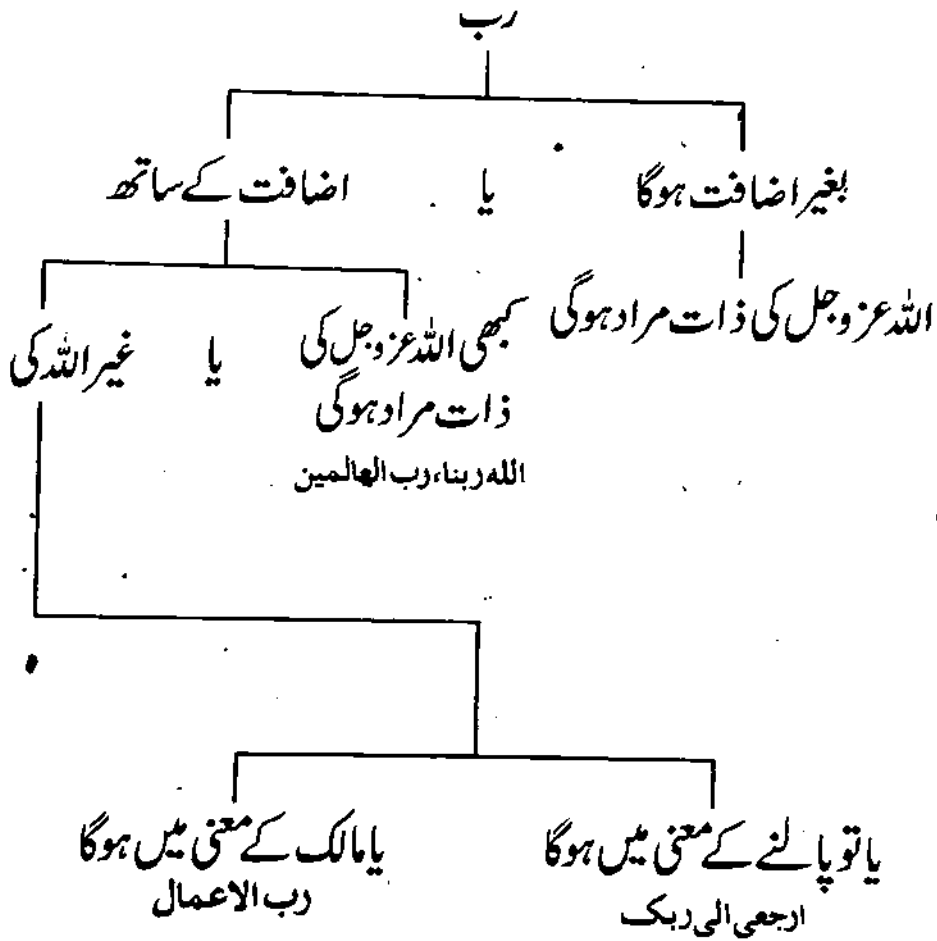 رب
بغیر اضافت ہوگا یا اضافت کے ساتھ
اللہ عزوجل کی ذات مراد ہوگی
کبھی اللہ عزوجل کی یا غیر اللہ کی
ذات مراد ہوگی
اللہ ربنا، رب العالمین
یا تو پالنے کے معنی میں ہوگا
یا مالک کے معنی میں ہوگا
ارجعی الی ربک
رب الاعمال